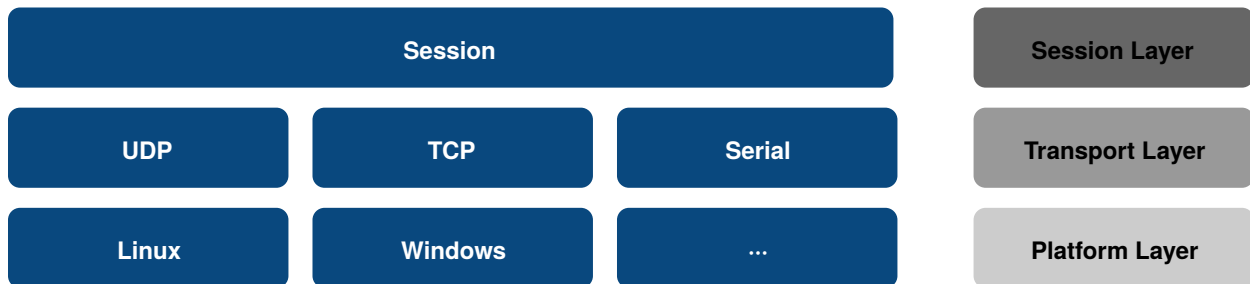 Session
Session Layer
UDP
TCP
Serial
Transport Layer
Linux
Windows
...
Platform Layer